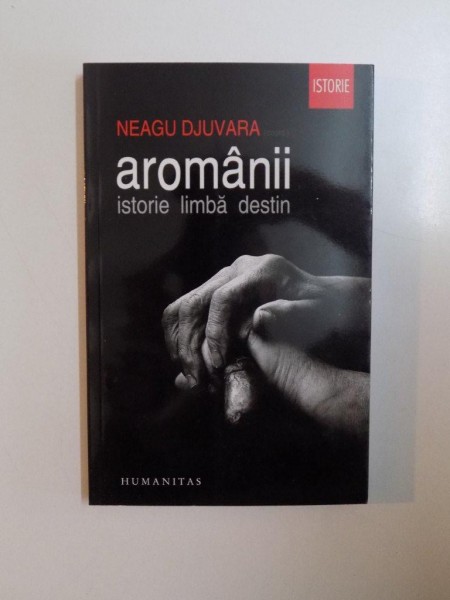 ISTORIE
NEAGU DJUVARA
aromânii
istorie limbă destin
HUMANITAS